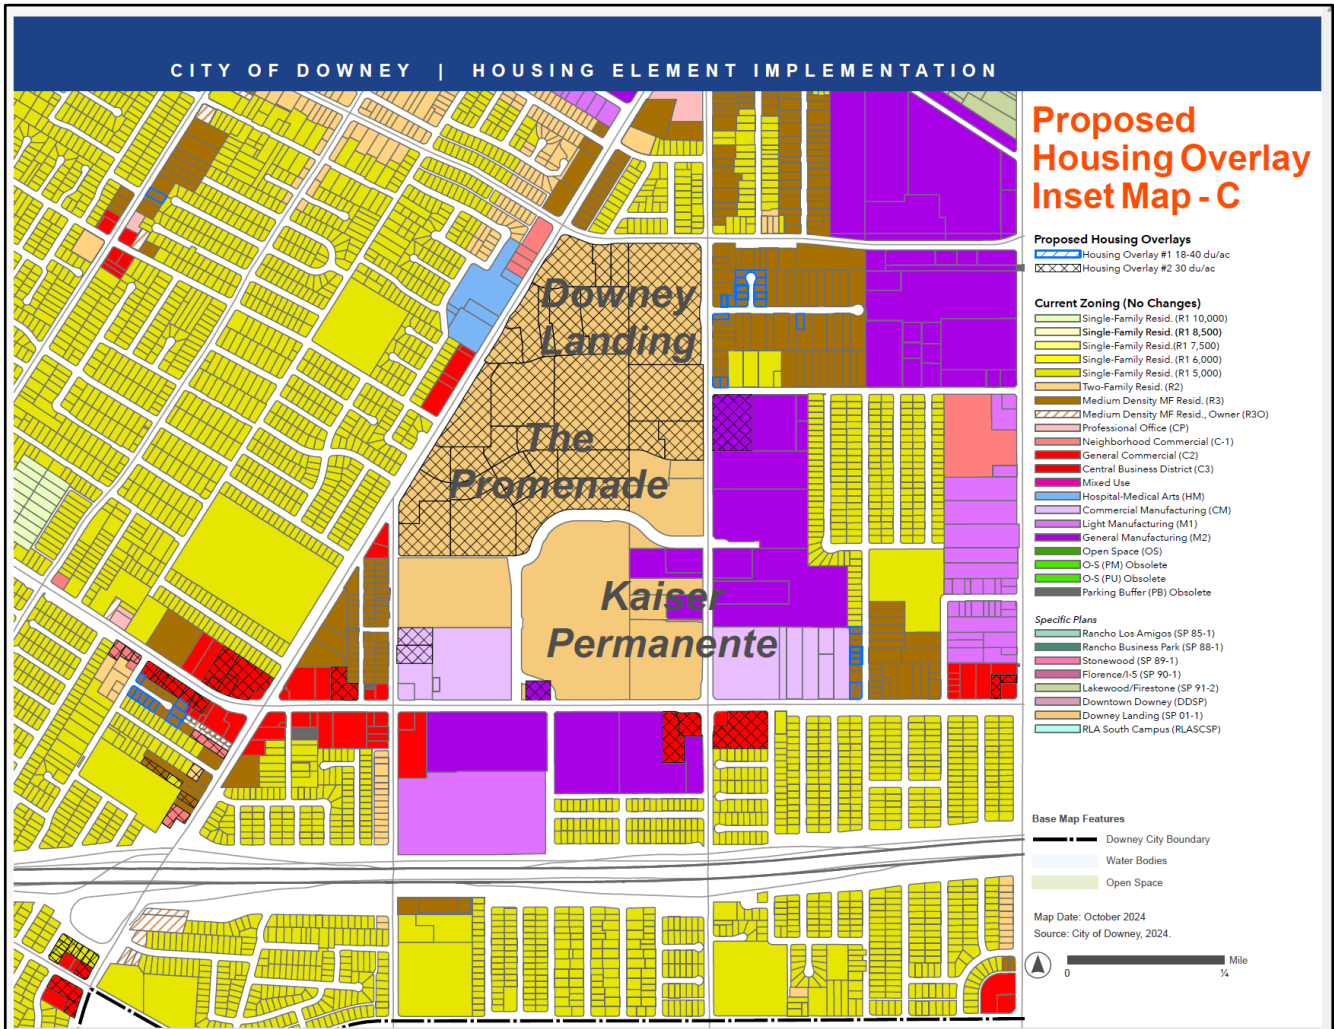 CITY OF DOWNEY | HOUSING ELEMENT IMPLEMENTATION
Proposed
Housing Overlay
Inset Map - C
Proposed Housing Overlays
Housing Overlay #1 18-40 du/ac
Housing Overlay #2 30 du/ac
Current Zoning (No Changes)
Single-Family Resid. (R1 10,000)
Single-Family Resid. (R1 8,500)
Single-Family Resid.(R1 7,500)
Single-Family Resid. (R1 6,000)
Single-Family Resid. (R1 5,000)
Two-Family Resid. (R2)
Medium Density MF Resid. (R3)
Medium Density MF Resid., Owner (R3O)
Professional Office (CP)
Neighborhood Commercial (C-1)
General Commercial (C2)
Central Business District (C3)
Mixed Use
Hospital-Medical Arts (HM)
Commercial Manufacturing (CM)
Light Manufacturing (M1)
General Manufacturing (M2)
Open Space (OS)
O-S (PM) Obsolete
O-S (PU) Obsolete
Parking Buffer (PB) Obsolete
Specific Plans
Rancho Los Amigos (SP 85-1)
Rancho Business Park (SP 88-1)
Stonewood (SP 89-1)
Florence/I-5 (SP 90-1)
Lakewood/Firestone (SP 91-2)
Downtown Downey (DDSP)
Downey Landing (SP 01-1)
RLA South Campus (RLASCSP)
Base Map Features
Downey City Boundary
Water Bodies
Open Space
Map Date: October 2024
Source: City of Downey, 2024.
Mile
0
¼
Downey
Landing
The
Promenade
Kaiser
Permanente